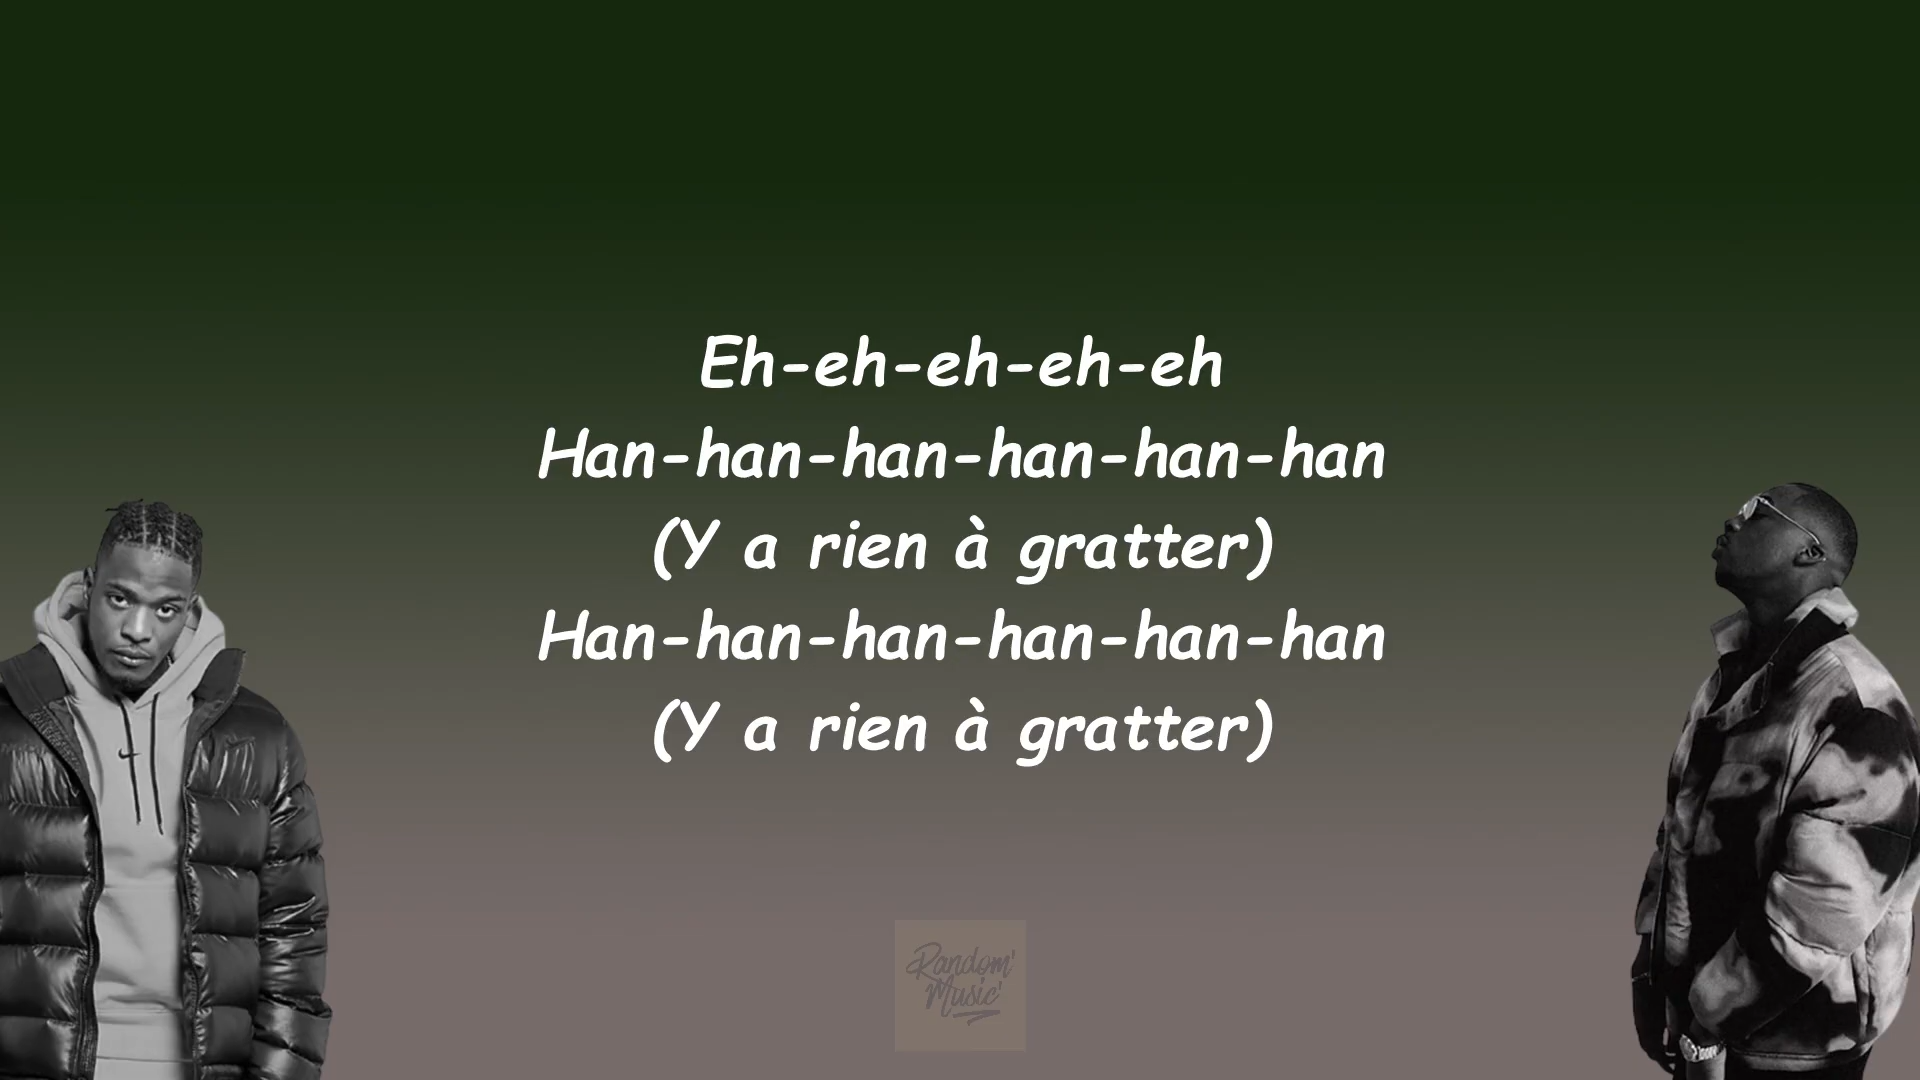 Eh-eh-eh-eh-eh
Han-han-han-han-han-han
(Y a rien à gratter)
Han-han-han-han-han-han
(Y a rien à gratter)
Random'
Music'